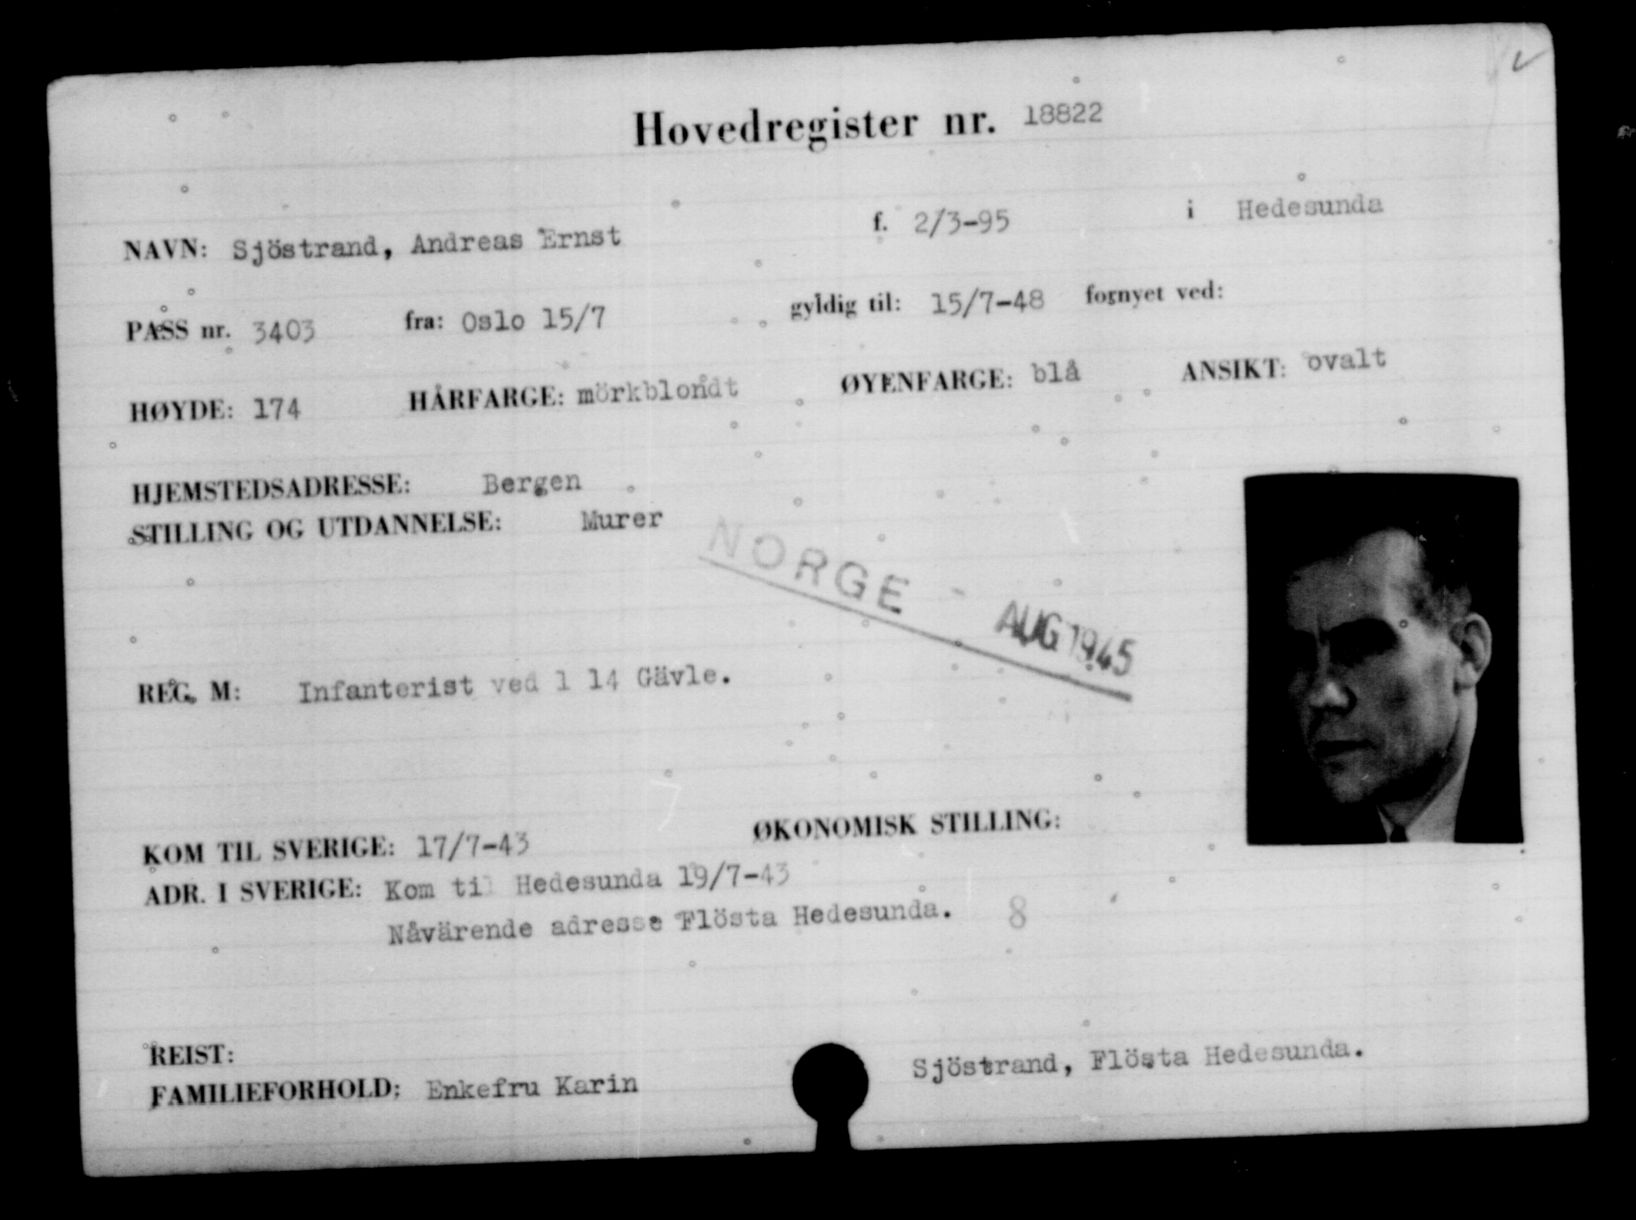 Hovedregister nr. 18822
NAVN: Sjöstrand, Andreas Ernst f. 2/3-95 i Hedesunda
PASS nr. 3403 fra: Oslo 15/7 gyldig til: 15/7-48 fornyet ved:
HØYDE: 174 HÅRFARGE: mörkblondt ØYENFARGE: blå ANSIKT: ovalt
HJEMSTEDSADRESSE: Bergen
STILLING OG UTDANNELSE: Murer
NORGE - AUG 1945
REG. M: Infanterist ved 1 14 Gävle.
KOM TIL SVERIGE: 17/7-43 ØKONOMISK STILLING:
ADR. I SVERIGE: Kom til Hedesunda 19/7-43
Nåvärende adresse Flösta Hedesunda. 8
REIST:
FAMILIEFORHOLD: Enkefru Karin Sjöstrand, Flösta Hedesunda.